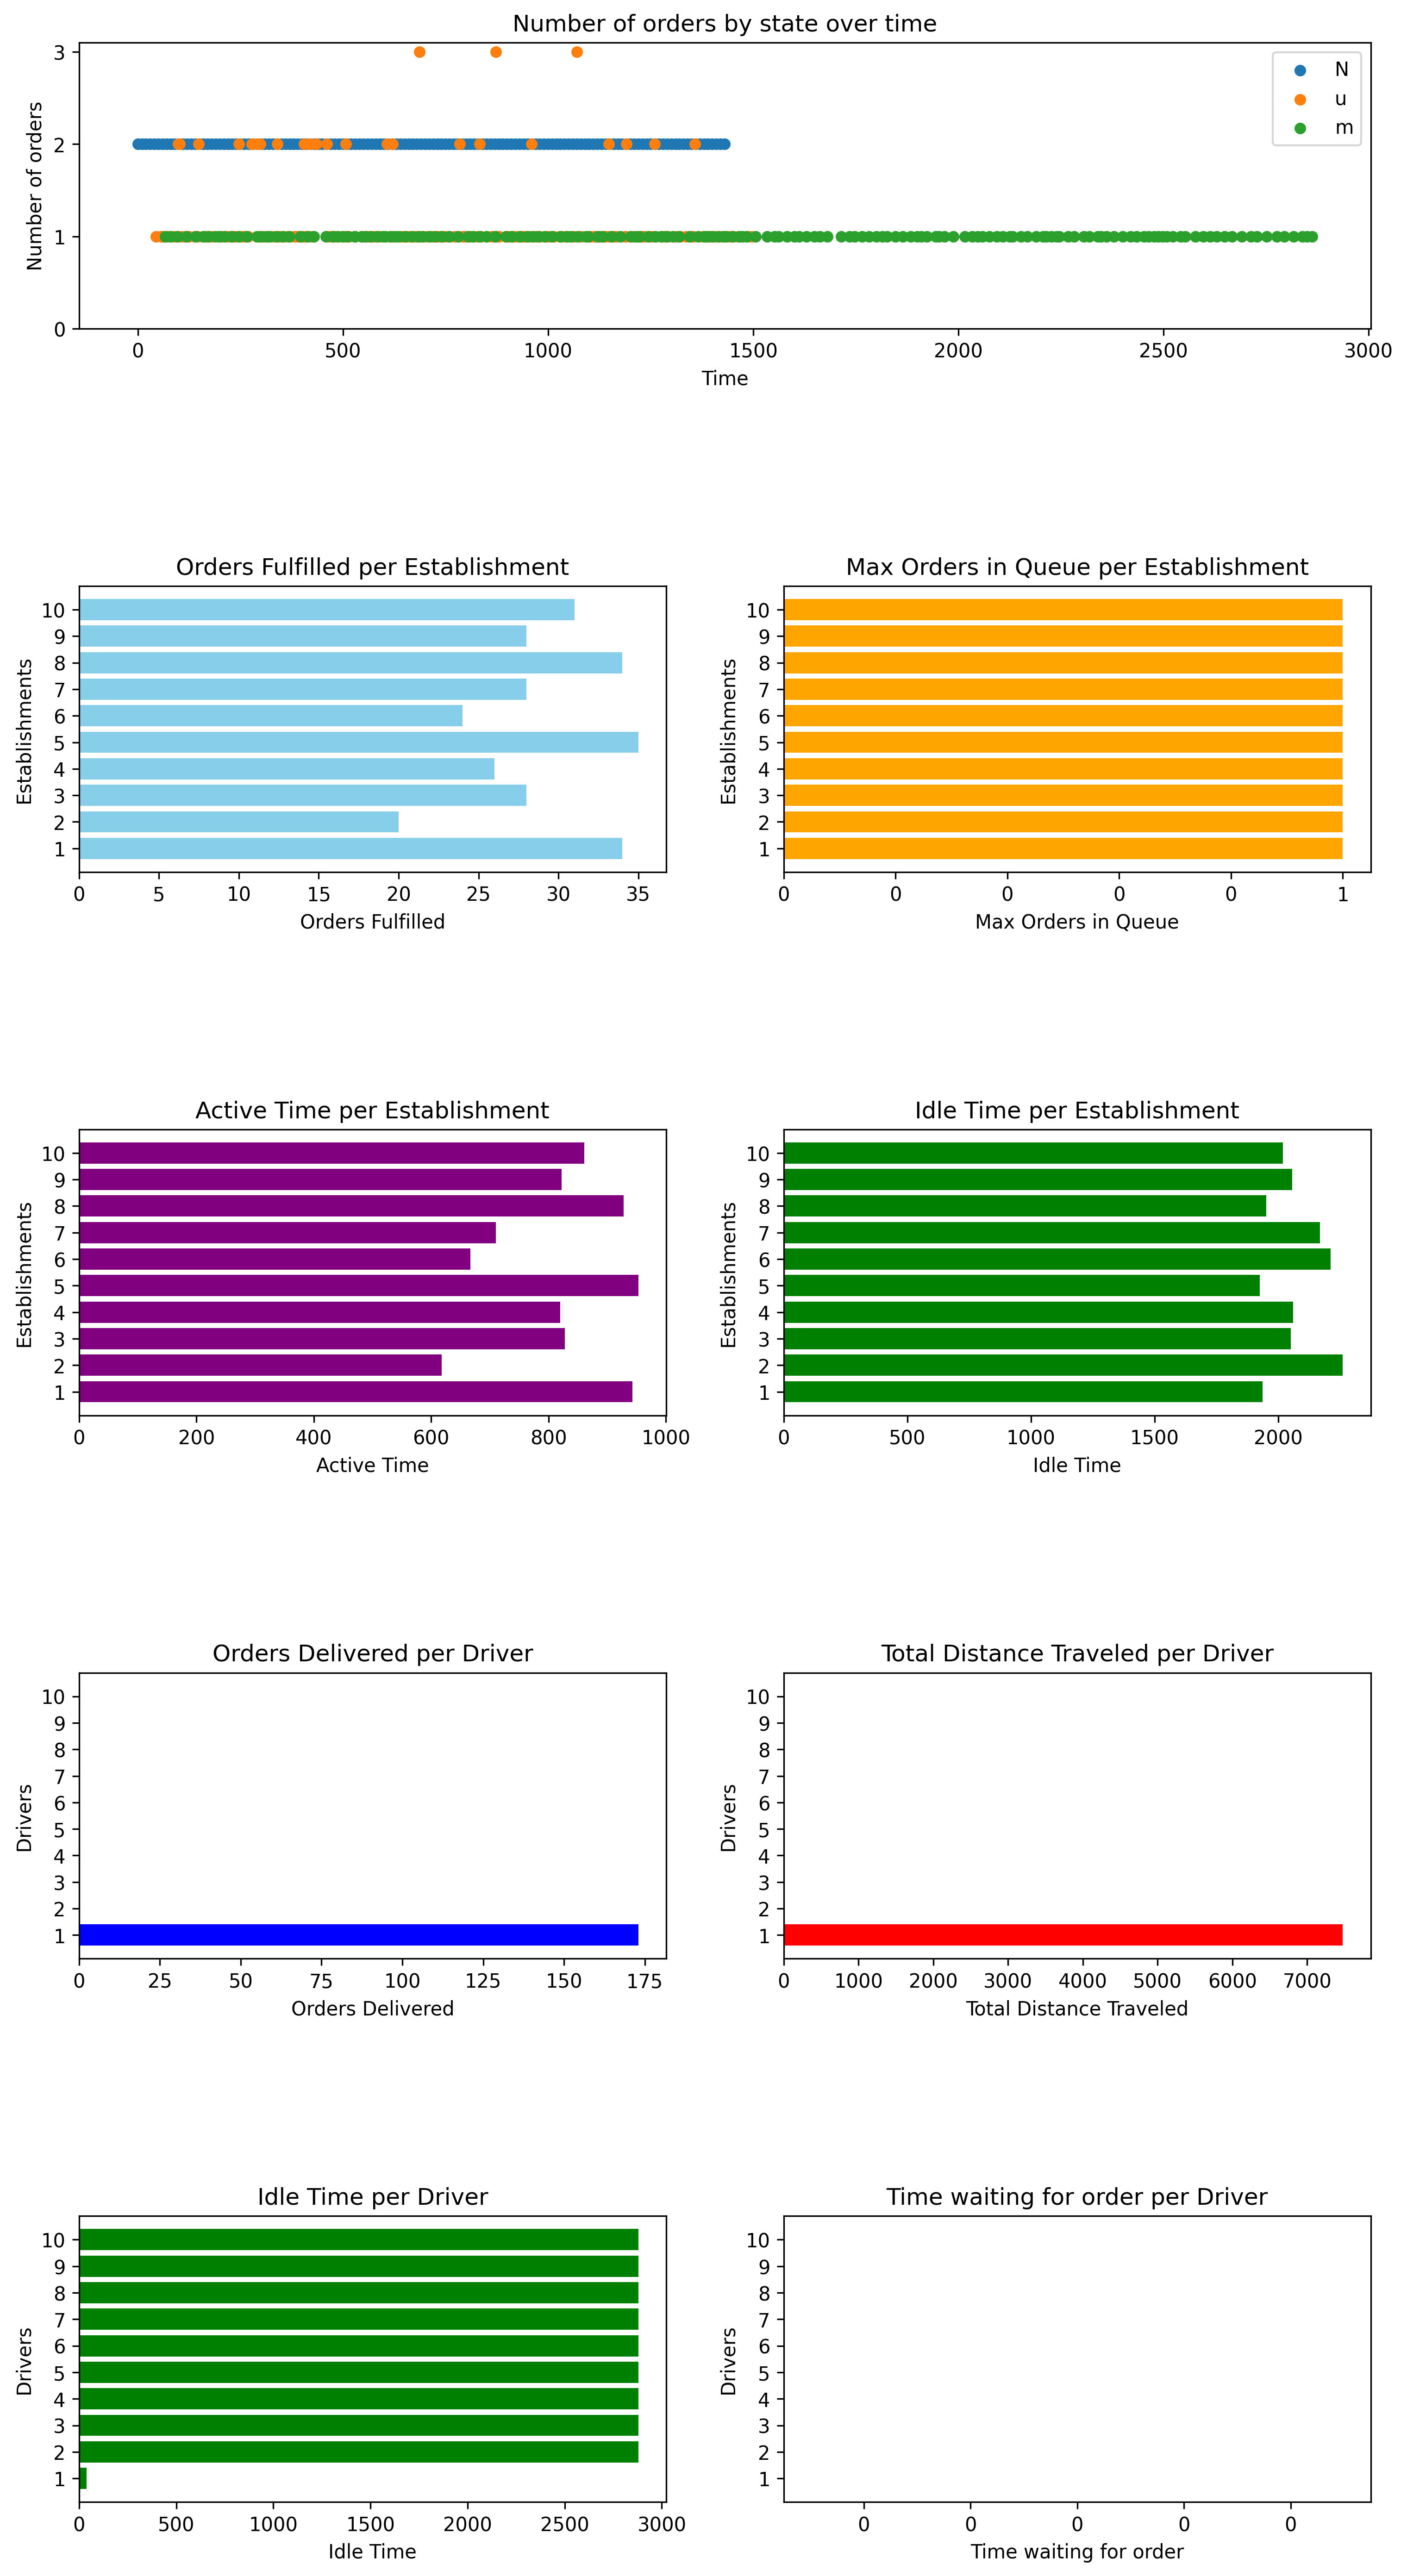 Number of orders by state over time
3
2
1
0
Number of orders
N
u
m
0 500 1000 1500 2000 2500 3000
Time
Orders Fulfilled per Establishment
10
9
8
7
6
5
4
3
2
1
Establishments
0 5 10 15 20 25 30 35
Orders Fulfilled
Max Orders in Queue per Establishment
10
9
8
7
6
5
4
3
2
1
Establishments
0 0 0 0 0 1
Max Orders in Queue
Active Time per Establishment
10
9
8
7
6
5
4
3
2
1
Establishments
0 200 400 600 800 1000
Active Time
Idle Time per Establishment
10
9
8
7
6
5
4
3
2
1
Establishments
0 500 1000 1500 2000
Idle Time
Orders Delivered per Driver
10
9
8
7
6
5
4
3
2
1
Drivers
0 25 50 75 100 125 150 175
Orders Delivered
Total Distance Traveled per Driver
10
9
8
7
6
5
4
3
2
1
Drivers
0 1000 2000 3000 4000 5000 6000 7000
Total Distance Traveled
Idle Time per Driver
10
9
8
7
6
5
4
3
2
1
Drivers
0 500 1000 1500 2000 2500 3000
Idle Time
Time waiting for order per Driver
10
9
8
7
6
5
4
3
2
1
Drivers
0 0 0 0 0
Time waiting for order